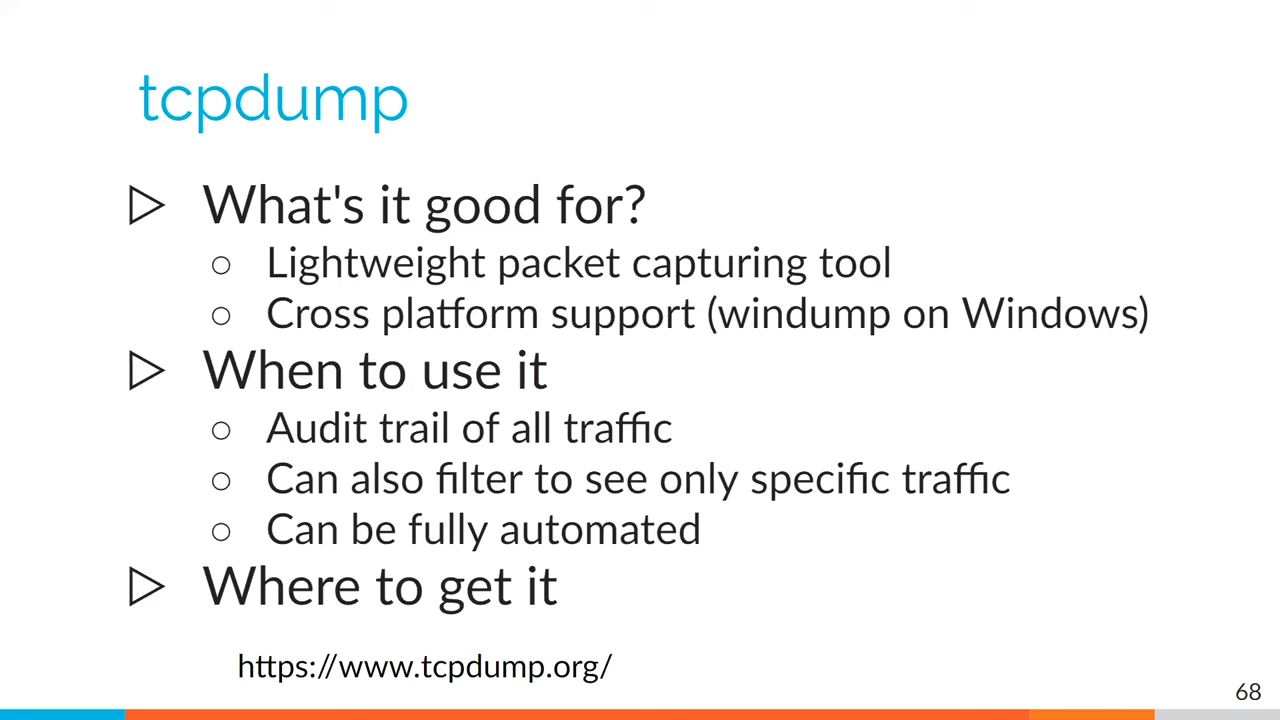 tcpdump
What's it good for?
Lightweight packet capturing tool
Cross platform support (windump on Windows)
When to use it
Audit trail of all traffic
Can also filter to see only specific traffic
Can be fully automated
Where to get it
https://www.tcpdump.org/
68